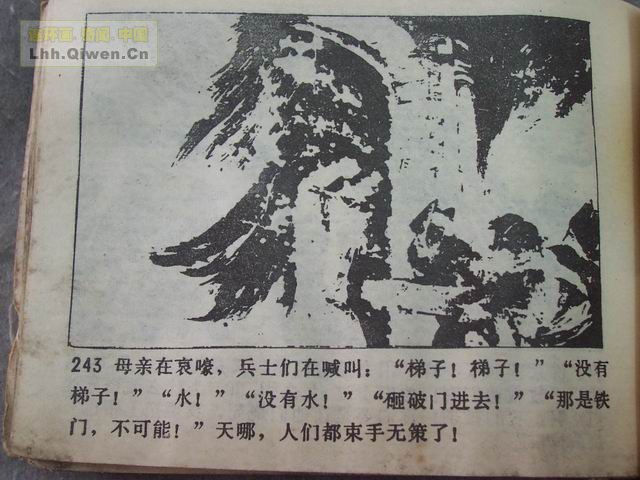 连环画.新闻.中国
Lhh.Qiwen.Cn
243 母亲在哀嚎，兵士们在喊叫：“梯子！梯子！”“没有
梯子！”“水！”“没有水！”“砸破门进去！”“那是铁
门，不可能！”天哪，人们都束手无策了！